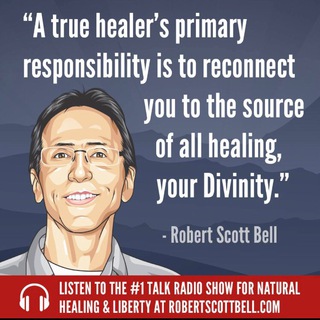 “A true healer’s primary
responsibility is to reconnect
you to the source
of all healing,
your Divinity.”
- Robert Scott Bell
LISTEN TO THE #1 TALK RADIO SHOW FOR NATURAL
HEALING & LIBERTY AT ROBERTSCOTTBELL.COM